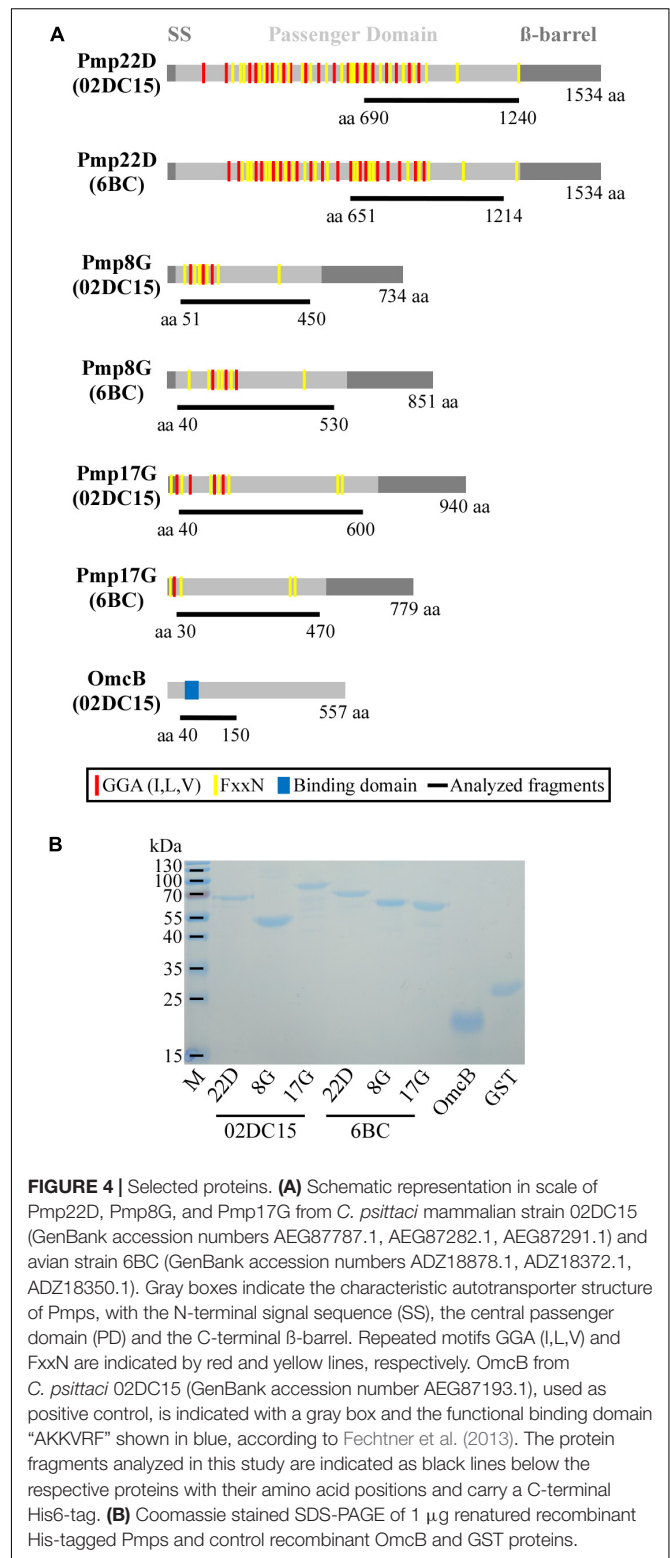 A
SS Passenger Domain ß-barrel
Pmp22D
(02DC15)
1534 aa
aa 690 1240
Pmp22D
(6BC)
1534 aa
aa 651 1214
Pmp8G
(02DC15)
734 aa
aa 51 450
Pmp8G
(6BC)
851 aa
aa 40 530
Pmp17G
(02DC15)
940 aa
aa 40 600
Pmp17G
(6BC)
779 aa
aa 30 470
OmcB
(02DC15)
557 aa
aa 40 150
GGA (I,L,V) FxxN Binding domain Analyzed fragments
B
kDa
130
100
70
55
40
35
25
15
M 22D 8G 17G 22D 8G 17G OmcB GST
02DC15 6BC
FIGURE 4 | Selected proteins. (A) Schematic representation in scale of
Pmp22D, Pmp8G, and Pmp17G from C. psittaci mammalian strain 02DC15
(GenBank accession numbers AEG87787.1, AEG87282.1, AEG87291.1) and
avian strain 6BC (GenBank accession numbers ADZ18878.1, ADZ18372.1,
ADZ18350.1). Gray boxes indicate the characteristic autotransporter structure
of Pmps, with the N-terminal signal sequence (SS), the central passenger
domain (PD) and the C-terminal ß-barrel. Repeated motifs GGA (I,L,V) and
FxxN are indicated by red and yellow lines, respectively. OmcB from
C. psittaci 02DC15 (GenBank accession number AEG87193.1), used as
positive control, is indicated with a gray box and the functional binding domain
“AKKVRF” shown in blue, according to Fechtner et al. (2013). The protein
fragments analyzed in this study are indicated as black lines below the
respective proteins with their amino acid positions and carry a C-terminal
His6-tag. (B) Coomassie stained SDS-PAGE of 1 μg renatured recombinant
His-tagged Pmps and control recombinant OmcB and GST proteins.